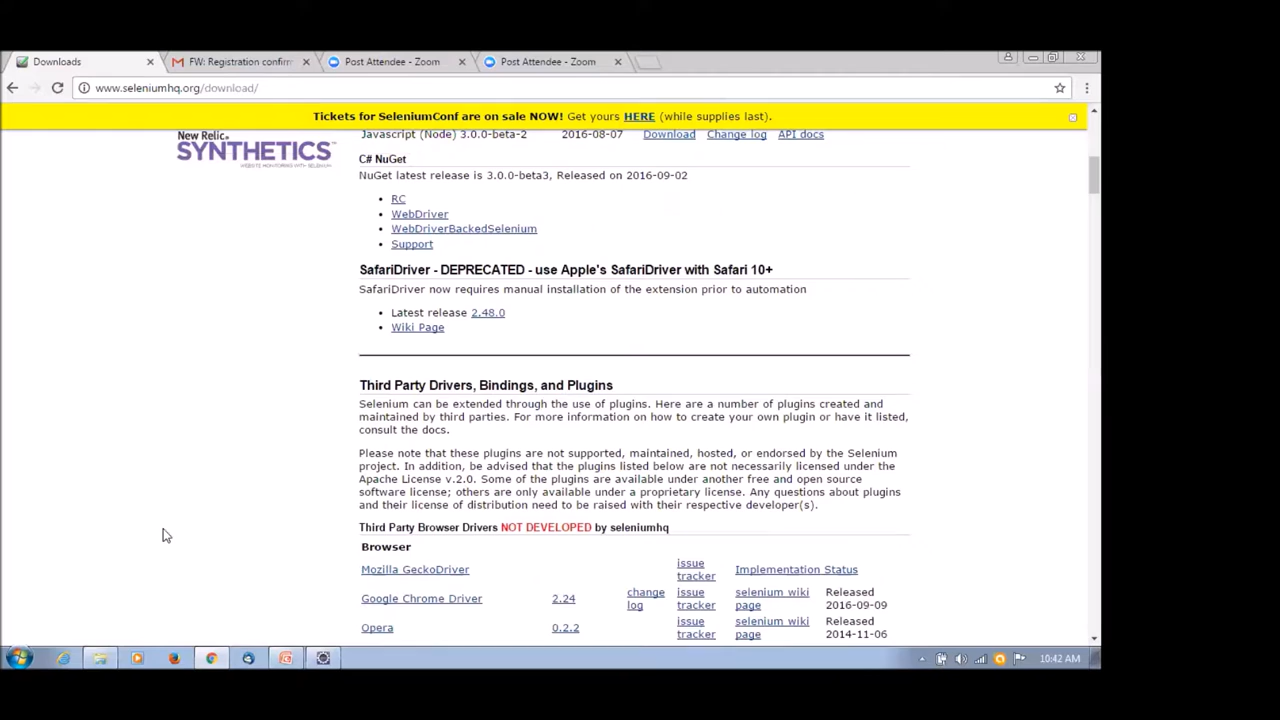 Downloads
FW: Registration confirm
Post Attendee - Zoom
Post Attendee - Zoom
www.seleniumhq.org/download/
Tickets for SeleniumConf are on sale NOW! Get yours HERE (while supplies last).
New Relic®
SYNTHETICS
WEBSITE MONITORING WITH SELENIUM
Javascript (Node) 3.0.0-beta-2 2016-08-07 Download Change log API docs
C# NuGet
NuGet latest release is 3.0.0-beta3, Released on 2016-09-02
• RC
• WebDriver
• WebDriverBackedSelenium
• Support
SafariDriver - DEPRECATED - use Apple's SafariDriver with Safari 10+
SafariDriver now requires manual installation of the extension prior to automation
• Latest release 2.48.0
• Wiki Page
Third Party Drivers, Bindings, and Plugins
Selenium can be extended through the use of plugins. Here are a number of plugins created and
maintained by third parties. For more information on how to create your own plugin or have it listed,
consult the docs.
Please note that these plugins are not supported, maintained, hosted, or endorsed by the Selenium
project. In addition, be advised that the plugins listed below are not necessarily licensed under the
Apache License v.2.0. Some of the plugins are available under another free and open source
software license; others are only available under a proprietary license. Any questions about plugins
and their license of distribution need to be raised with their respective developer(s).
Third Party Browser Drivers NOT DEVELOPED by seleniumhq
Browser
Mozilla GeckoDriver issue tracker Implementation Status
Google Chrome Driver 2.24 change log issue tracker selenium wiki page Released 2016-09-09
Opera 0.2.2 issue tracker selenium wiki page Released 2014-11-06
10:42 AM